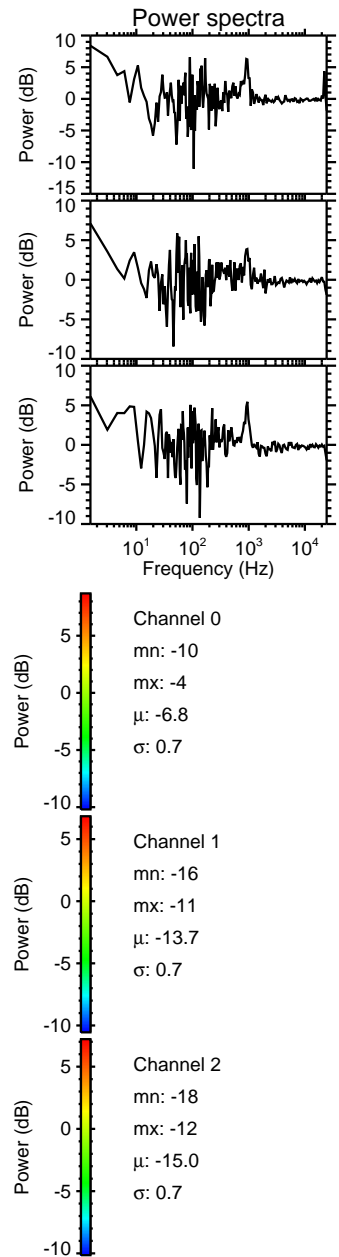 Power spectra
10
5
0
-5
-10
-15
Power (dB)
10
5
0
-5
-10
Power (dB)
10
5
0
-5
-10
Power (dB)
10¹ 10² 10³ 10⁴
Frequency (Hz)
5
0
-5
-10
Power (dB)
Channel 0
mn: -10
mx: -4
μ: -6.8
σ: 0.7
5
0
-5
-10
Power (dB)
Channel 1
mn: -16
mx: -11
μ: -13.7
σ: 0.7
5
0
-5
-10
Power (dB)
Channel 2
mn: -18
mx: -12
μ: -15.0
σ: 0.7